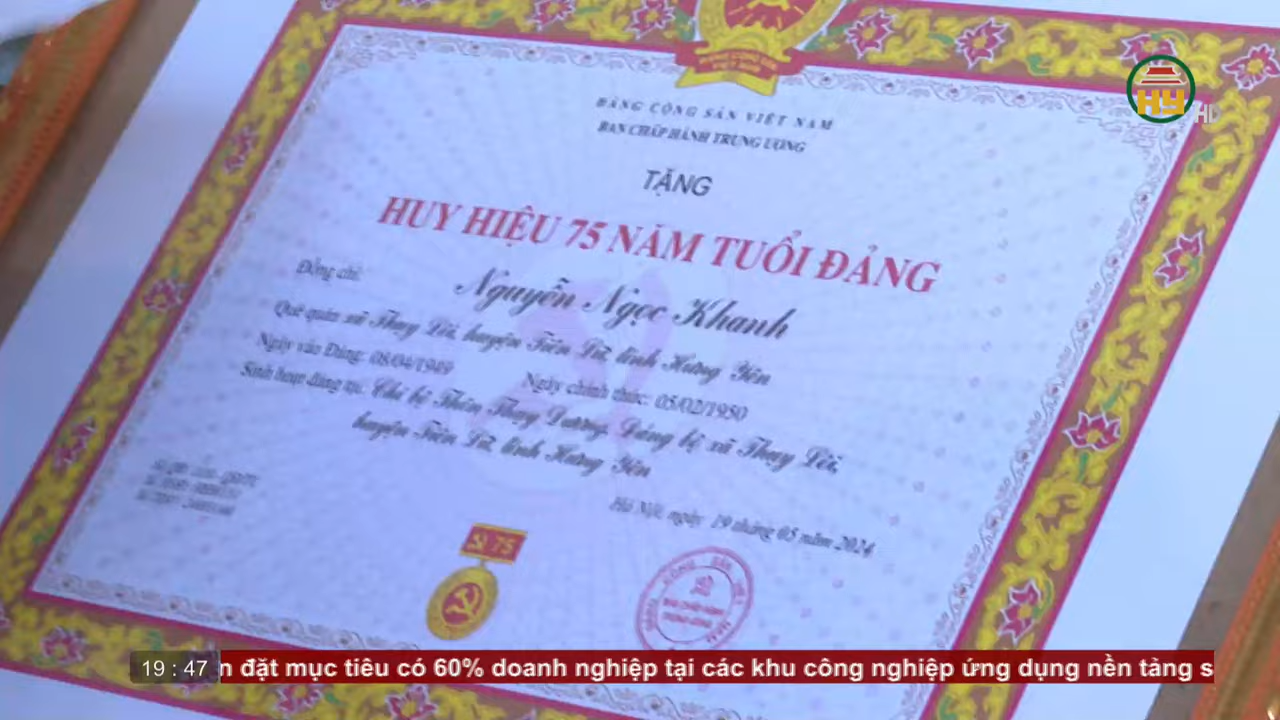 HY HD
ĐẢNG CỘNG SẢN VIỆT NAM
BAN CHẤP HÀNH TRUNG ƯƠNG
TẶNG
HUY HIỆU 75 NĂM TUỔI ĐẢNG
Đồng chí: Nguyễn Ngọc Khanh
Quê quán: xã Thụy Lôi, huyện Tiên Lữ, tỉnh Hưng Yên
Ngày vào Đảng: 08/04/1949 Ngày chính thức: 05/02/1950
Sinh hoạt đảng tại: Chi bộ Thôn Thụy Dương, Đảng bộ xã Thụy Lôi,
huyện Tiên Lữ, tỉnh Hưng Yên
Hà Nội, ngày 19 tháng 05 năm 2024
75
19 : 47 n đặt mục tiêu có 60% doanh nghiệp tại các khu công nghiệp ứng dụng nền tảng s